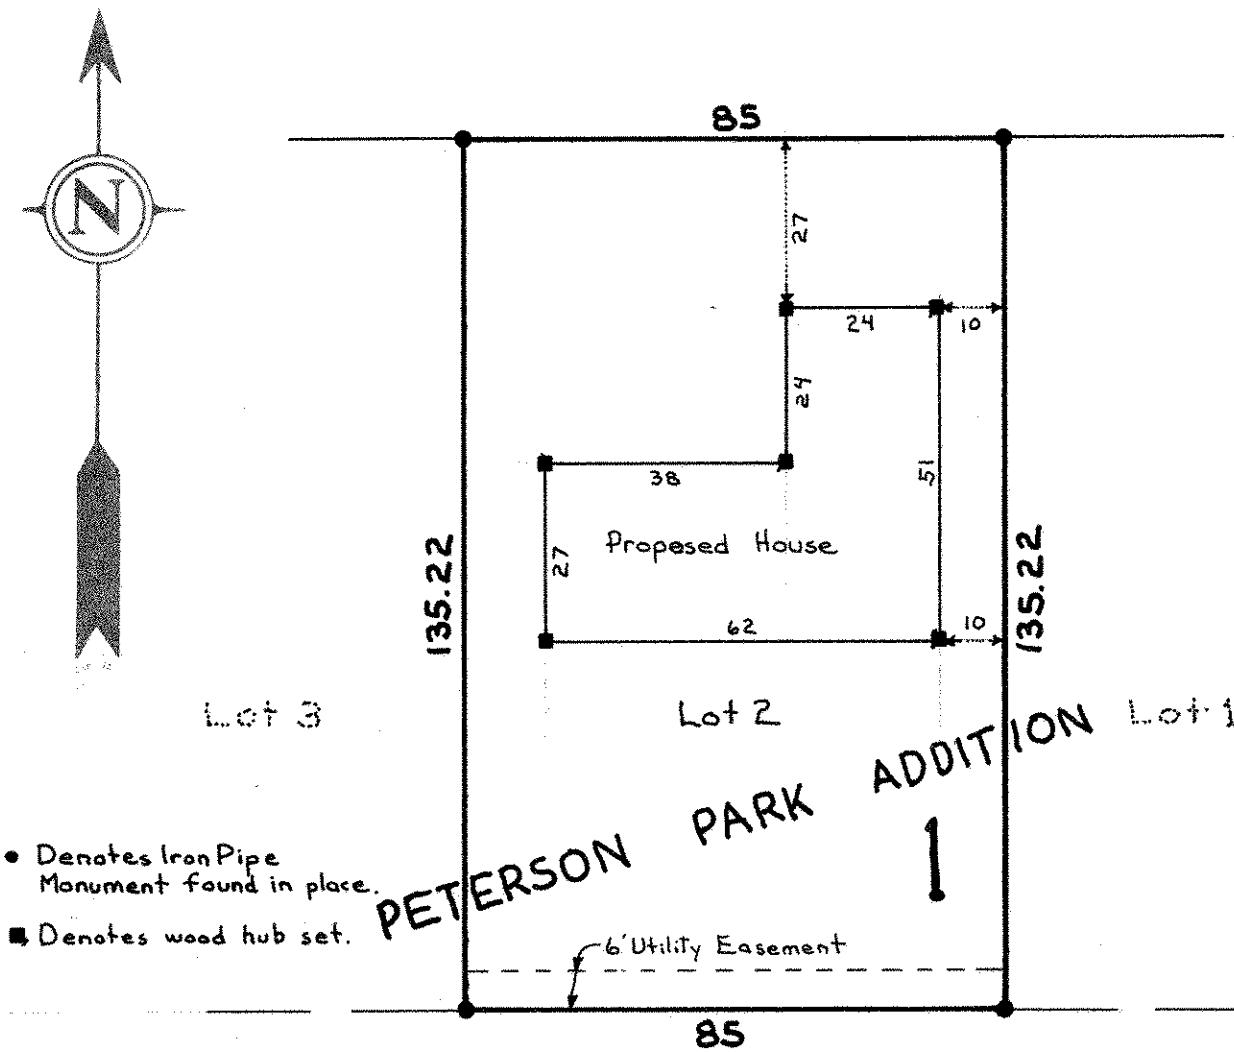 85
N
27
24
10
24
38
51
27
Proposed House
135.22
135.22
62
10
Lot 3
Lot 2
Lot 1
PETERSON PARK ADDITION
1
● Denotes Iron Pipe
Monument found in place.
■ Denotes wood hub set.
6' Utility Easement
85